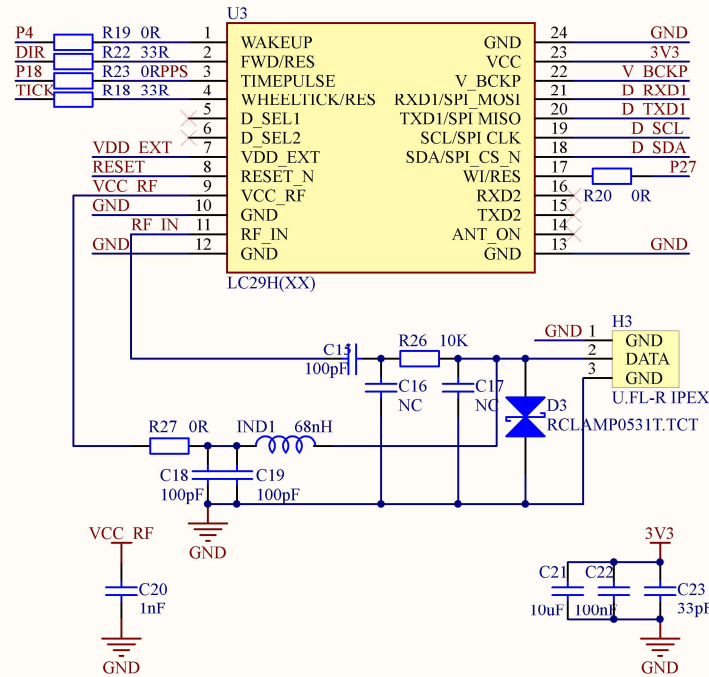 U3
P4 R19 0R 1 WAKEUP GND 24 GND
DIR R22 33R 2 FWD/RES VCC 23 3V3
P18 R23 0R PPS 3 TIMEPULSE V_BCKP 22 V_BCKP
TICK R18 33R 4 WHEELTICK/RES RXD1/SPI_MOSI 21 D_RXD1
5 D_SEL1 TXD1/SPI MISO 20 D_TXD1
6 D_SEL2 SCL/SPI CLK 19 D_SCL
VDD_EXT 7 VDD_EXT SDA/SPI_CS_N 18 D_SDA
RESET 8 RESET_N WI/RES 17 P27
VCC_RF 9 VCC_RF RXD2 16 R20 0R
GND 10 GND TXD2 15
RF_IN 11 RF_IN ANT_ON 14
GND 12 GND GND 13 GND
LC29H(XX)
H3
GND 1 GND
C15 R26 10K 2 DATA
100pF 3 GND
C16 C17 U.FL-R IPEX
NC NC D3
R27 0R IND1 68nH RCLAMP0531T.TCT
C18 C19
100pF 100pF
GND
VCC_RF 3V3
C20 C21 C22 C23
1nF 10uF 100nF 33pF
GND GND